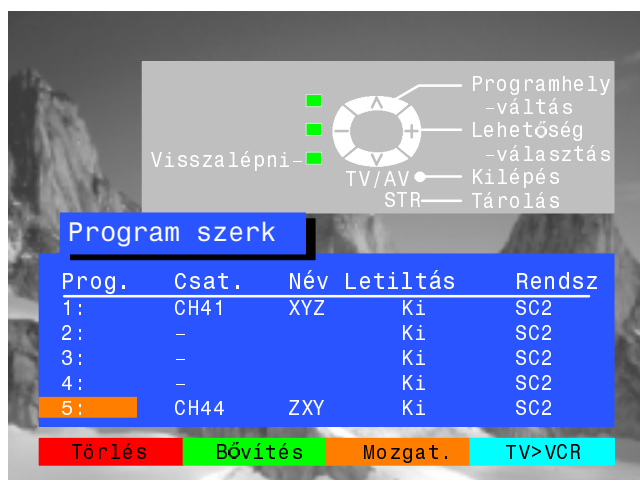 Programhely
-váltás
Lehetőség
-választás
Visszalépni-
TV/AV Kilépés
STR Tárolás
Program szerk
Prog. Csat. Név Letiltás Rendsz
1: CH41 XYZ Ki SC2
2: - Ki SC2
3: - Ki SC2
4: - Ki SC2
5: CH44 ZXY Ki SC2
Törlés Bővítés Mozgat. TV>VCR